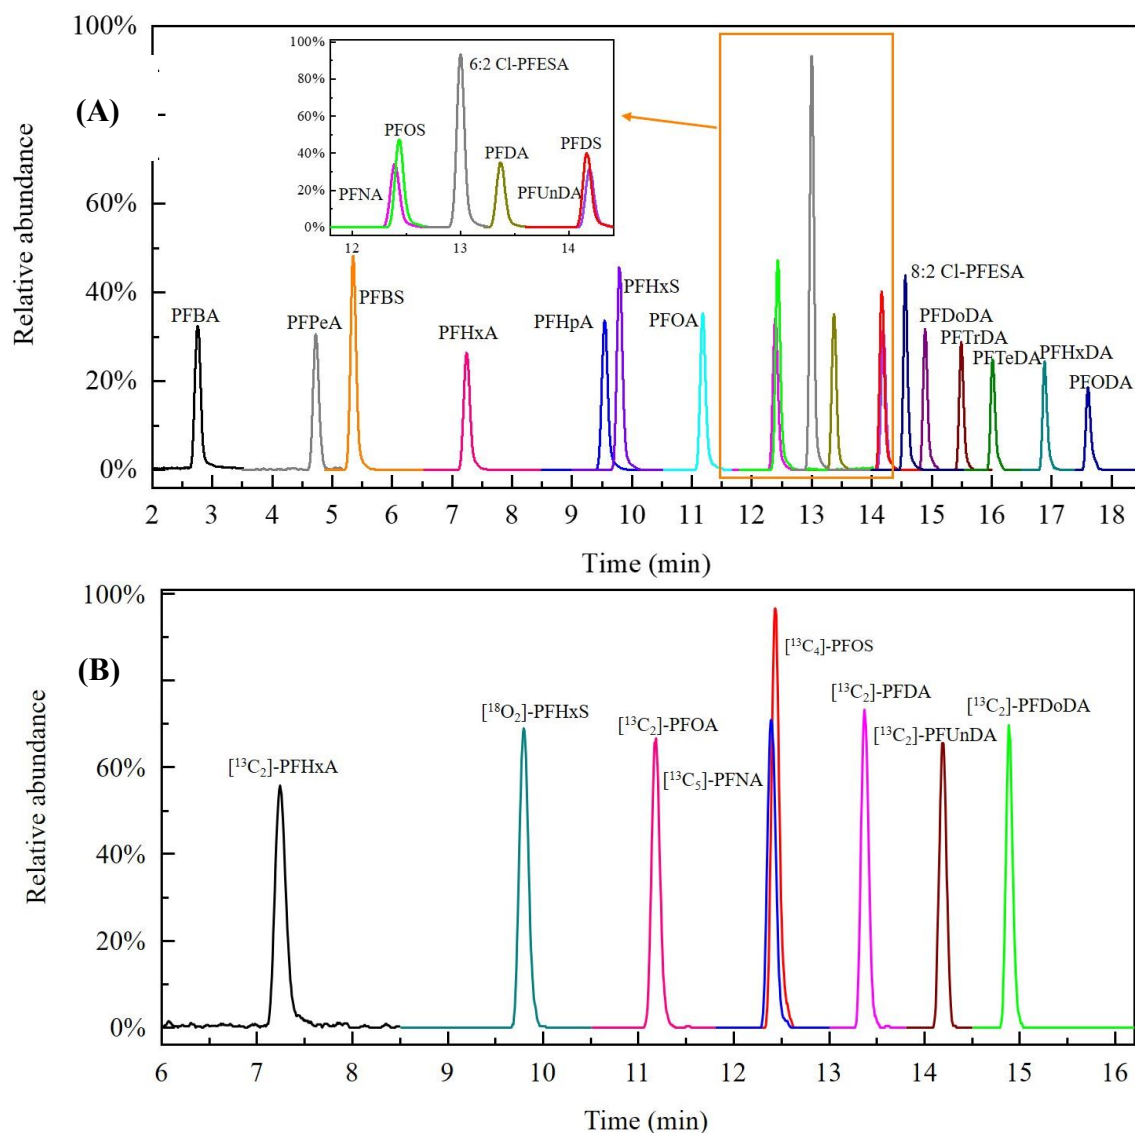 100%
(A)
60%
40%
20%
0%
Relative abundance
100%
80%
60%
40%
20%
0%
12 13 14
6:2 Cl-PFESA
PFOS
PFNA
PFDA
PFDS
PFUnDA
PFBA
PFPeA
PFBS
PFHxA
PFHpA
PFHxS
PFOA
8:2 Cl-PFESA
PFDoDA
PFTrDA
PFTeDA
PFHxDA
PFODA
2 3 4 5 6 7 8 9 10 11 12 13 14 15 16 17 18
Time (min)
100%
(B)
80%
60%
40%
20%
0%
Relative abundance
[¹³C₂]-PFHxA
[¹⁸O₂]-PFHxS
[¹³C₂]-PFOA
[¹³C₅]-PFNA
[¹³C₄]-PFOS
[¹³C₂]-PFDA
[¹³C₂]-PFUnDA
[¹³C₂]-PFDoDA
6 7 8 9 10 11 12 13 14 15 16
Time (min)